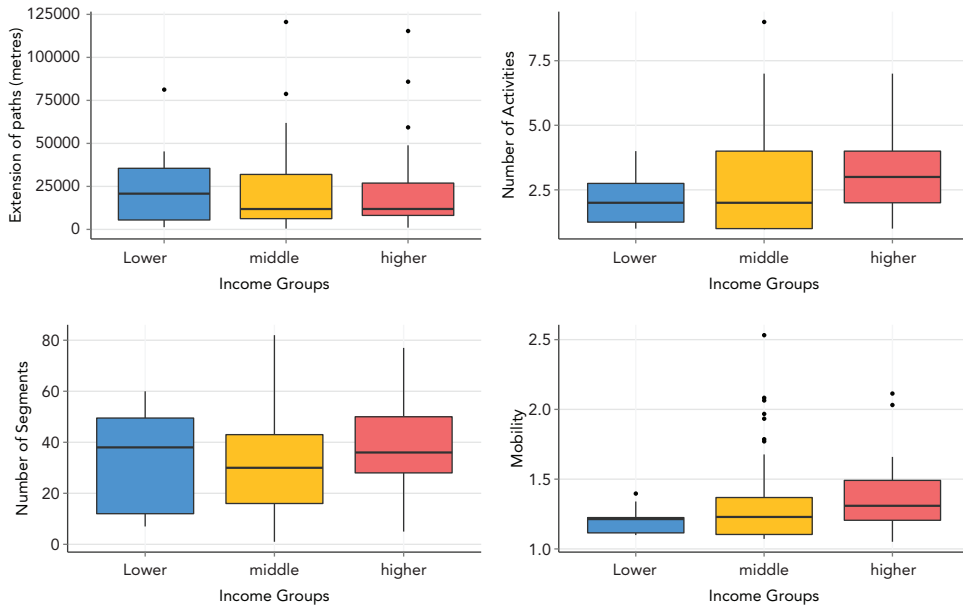 Extension of paths (metres)
125000
100000
75000
50000
25000
0
Lower middle higher
Income Groups
Number of Activities
7.5
5.0
2.5
Lower middle higher
Income Groups
Number of Segments
80
60
40
20
0
Lower middle higher
Income Groups
Mobility
2.5
2.0
1.5
1.0
Lower middle higher
Income Groups